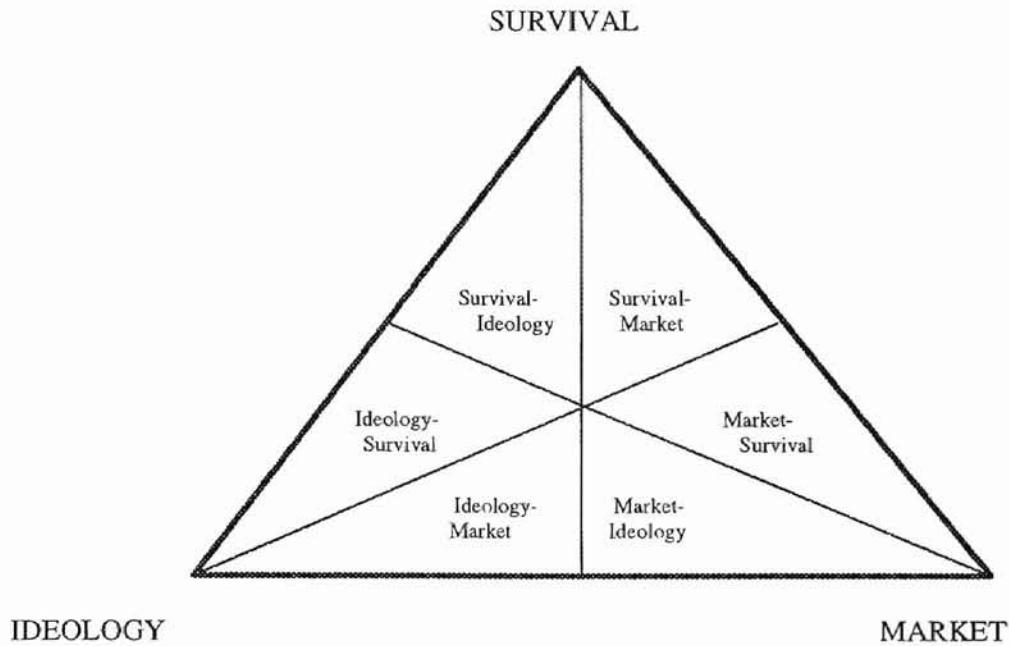 SURVIVAL
Survival-
Ideology
Survival-
Market
Ideology-
Survival
Market-
Survival
Ideology-
Market
Market-
Ideology
IDEOLOGY
MARKET